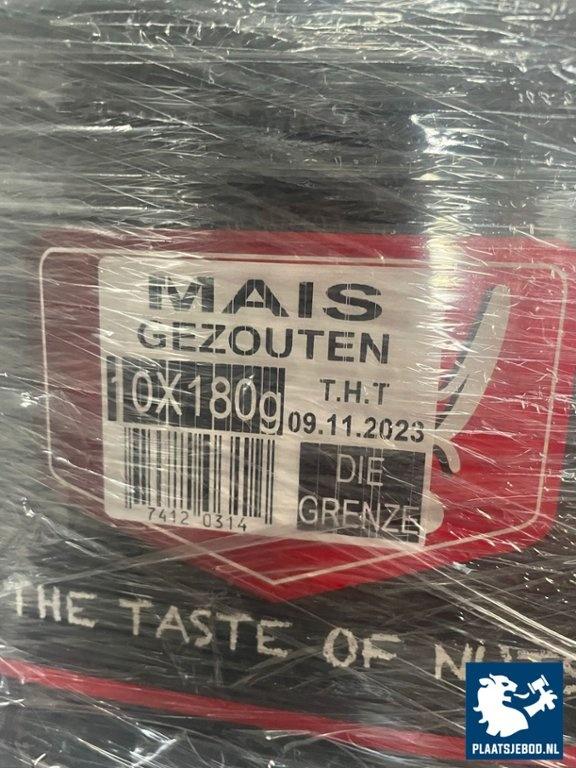 MAIS
GEZOUTEN
10X180g
T.H.T
09.11.2023
7412 0314
DIE
GRENZE
THE TASTE OF
PLAATSJEBOD.NL